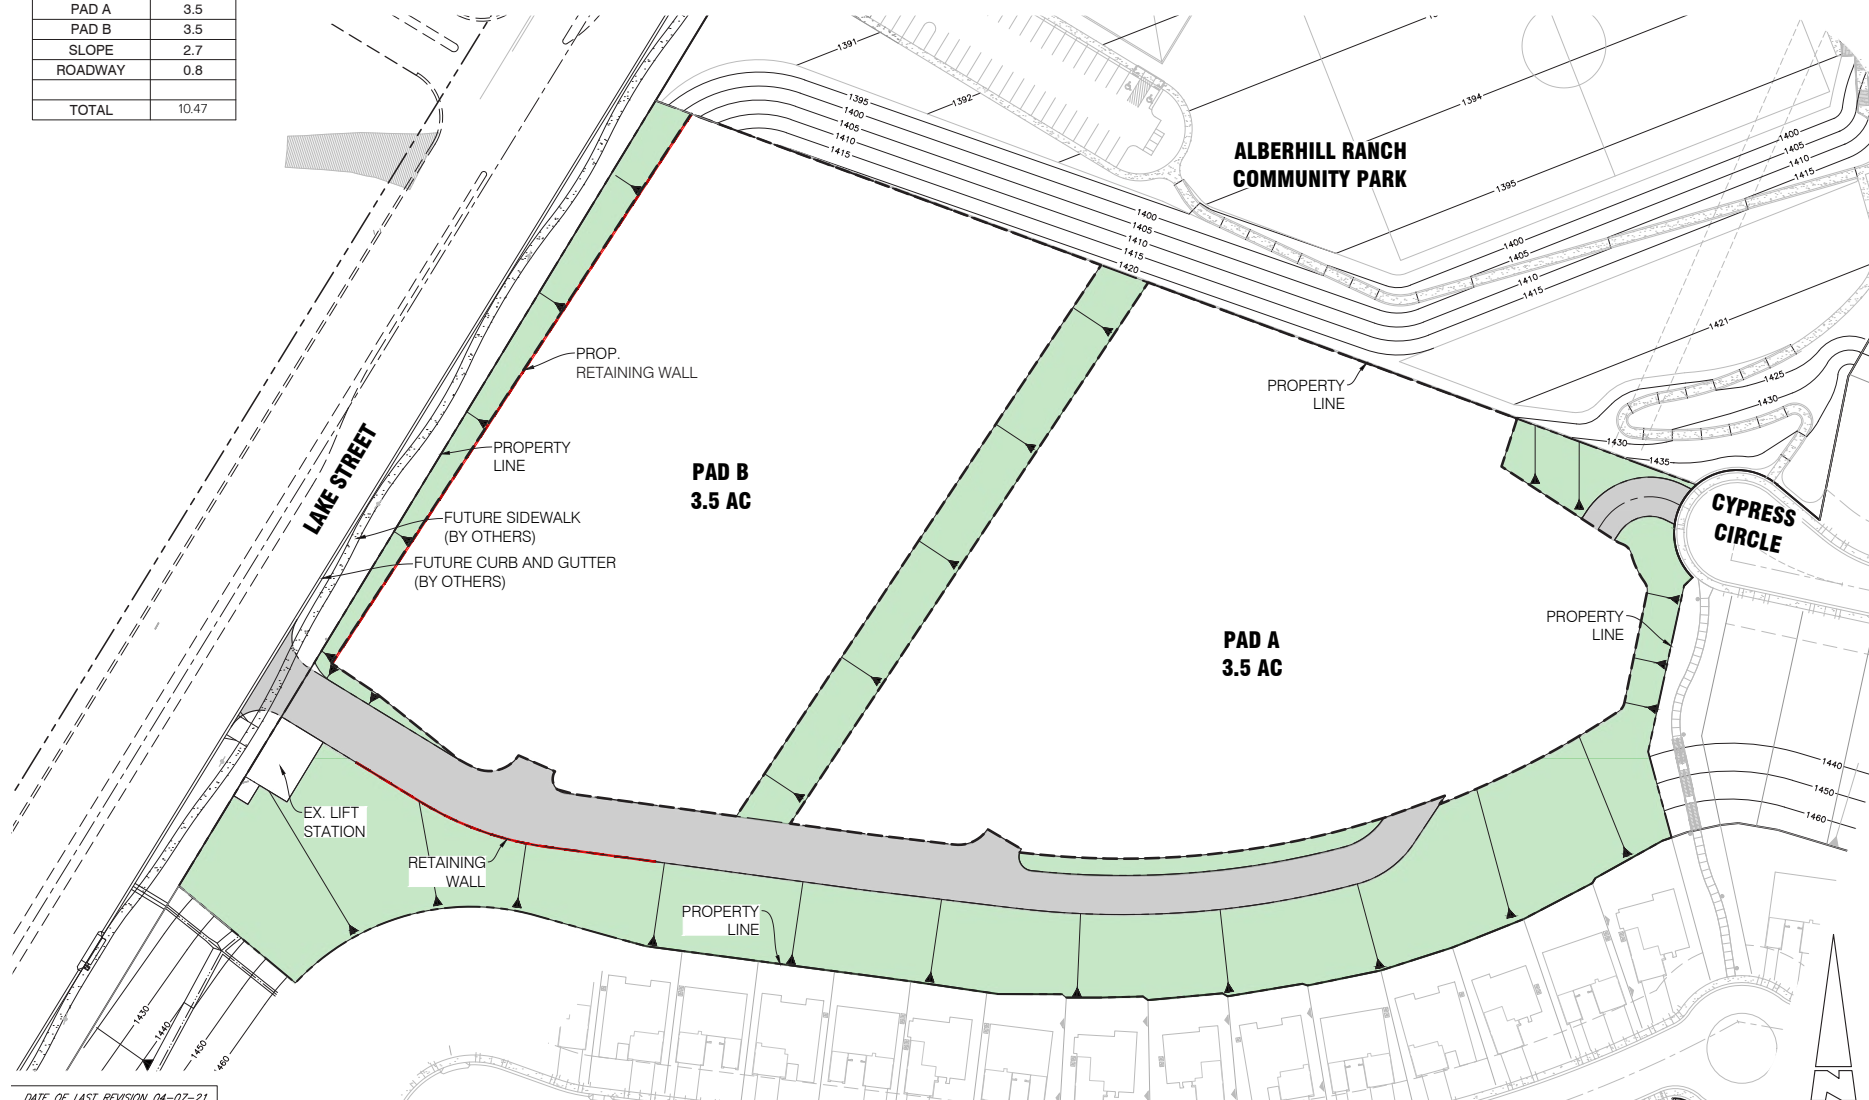 PAD A 3.5
PAD B 3.5
SLOPE 2.7
ROADWAY 0.8
TOTAL 10.47
1391
1392
1394
1395
1395
1400
1405
1410
1415
ALBERHILL RANCH
COMMUNITY PARK
1400
1405
1410
1415
1400
1405
1410
1415
1420
1400
1405
1410
1415
1421
1425
1430
1430
1435
PROP.
RETAINING WALL
PROPERTY
LINE
PROPERTY
LINE
LAKE STREET
PAD B
3.5 AC
FUTURE SIDEWALK
(BY OTHERS)
FUTURE CURB AND GUTTER
(BY OTHERS)
CYPRESS
CIRCLE
PAD A
3.5 AC
PROPERTY
LINE
1440
1450
1460
EX. LIFT
STATION
RETAINING
WALL
PROPERTY
LINE
1430
1440
1450
1460
DATE OF LAST REVISION 04-07-21